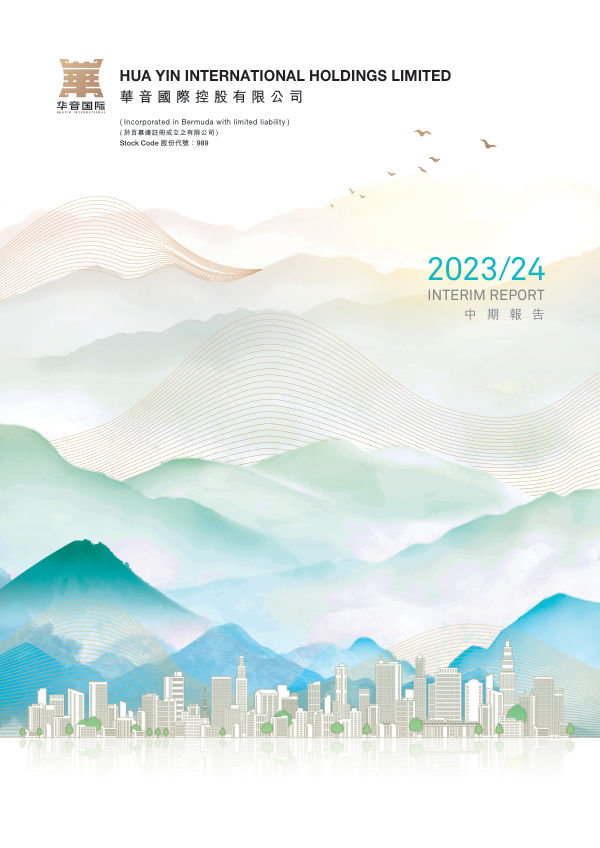 HUA YIN INTERNATIONAL HOLDINGS LIMITED
華音國際控股有限公司
华音国际
HUAYIN INTERNATIONAL
(Incorporated in Bermuda with limited liability)
(於百慕達註冊成立之有限公司)
Stock Code 股份代號：989
2023/24
INTERIM REPORT
中期報告